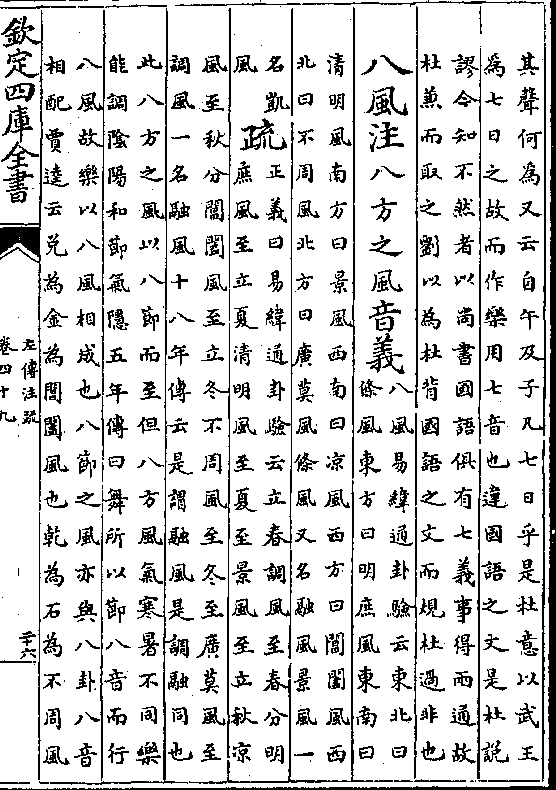 其聲何為又云自午及子凡七日乎是杜意以武王
為七日之故而作樂用七音也違國語之文是杜說
謬今知不然者以尚書國語俱有七義事得兩通故
杜兼而取之劉以為杜背國語之文而規杜過非也
八風注八方之風音義八風易緯通卦驗云東北曰
條風東方曰明庶風東南曰
清明風南方曰景風西南曰凉風西方曰閶闔風西
北曰不周風北方曰廣莫風條風又名融風景風一
名凱
風
疏正義曰易緯通卦驗云立春調風至春分明
庶風至立夏清明風至夏至景風至立秋凉
風至秋分閶闔風至立冬不周風至冬至廣莫風至
調風一名融風十八年傳云是謂融風是調融同也
此八方之風以八節而至但八方風氣寒暑不同樂
能調陰陽和節氣隱五年傳曰舞所以節八音而行
八風故樂以八風相成也八節之風亦與八卦八音
相配賈逵云兌為金為閶闔風也乾為石為不周風
欽定四庫全書
左傳注疏
卷四十九
二十六